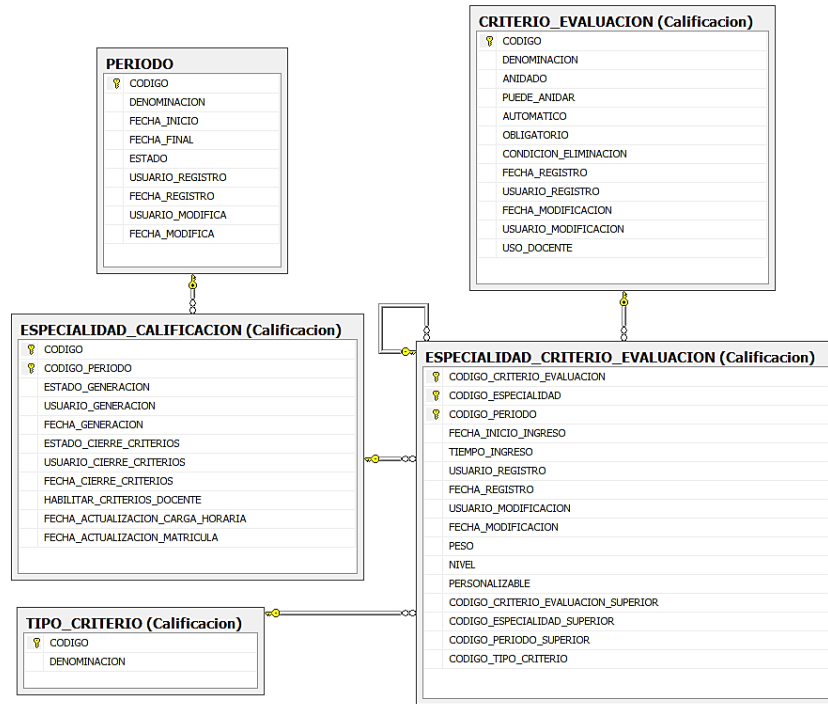 PERIODO
CODIGO
DENOMINACION
FECHA_INICIO
FECHA_FINAL
ESTADO
USUARIO_REGISTRO
FECHA_REGISTRO
USUARIO_MODIFICA
FECHA_MODIFICA
CRITERIO_EVALUACION (Calificacion)
CODIGO
DENOMINACION
ANIDADO
PUEDE_ANIDAR
AUTOMATICO
OBLIGATORIO
CONDICION_ELIMINACION
FECHA_REGISTRO
USUARIO_REGISTRO
FECHA_MODIFICACION
USUARIO_MODIFICACION
USO_DOCENTE
ESPECIALIDAD_CALIFICACION (Calificacion)
CODIGO
CODIGO_PERIODO
ESTADO_GENERACION
USUARIO_GENERACION
FECHA_GENERACION
ESTADO_CIERRE_CRITERIOS
USUARIO_CIERRE_CRITERIOS
FECHA_CIERRE_CRITERIOS
HABILITAR_CRITERIOS_DOCENTE
FECHA_ACTUALIZACION_CARGA_HORARIA
FECHA_ACTUALIZACION_MATRICULA
ESPECIALIDAD_CRITERIO_EVALUACION (Calificacion)
CODIGO_CRITERIO_EVALUACION
CODIGO_ESPECIALIDAD
CODIGO_PERIODO
FECHA_INICIO_INGRESO
TIEMPO_INGRESO
USUARIO_REGISTRO
FECHA_REGISTRO
USUARIO_MODIFICACION
FECHA_MODIFICACION
PESO
NIVEL
PERSONALIZABLE
CODIGO_CRITERIO_EVALUACION_SUPERIOR
CODIGO_ESPECIALIDAD_SUPERIOR
CODIGO_PERIODO_SUPERIOR
CODIGO_TIPO_CRITERIO
TIPO_CRITERIO (Calificacion)
CODIGO
DENOMINACION